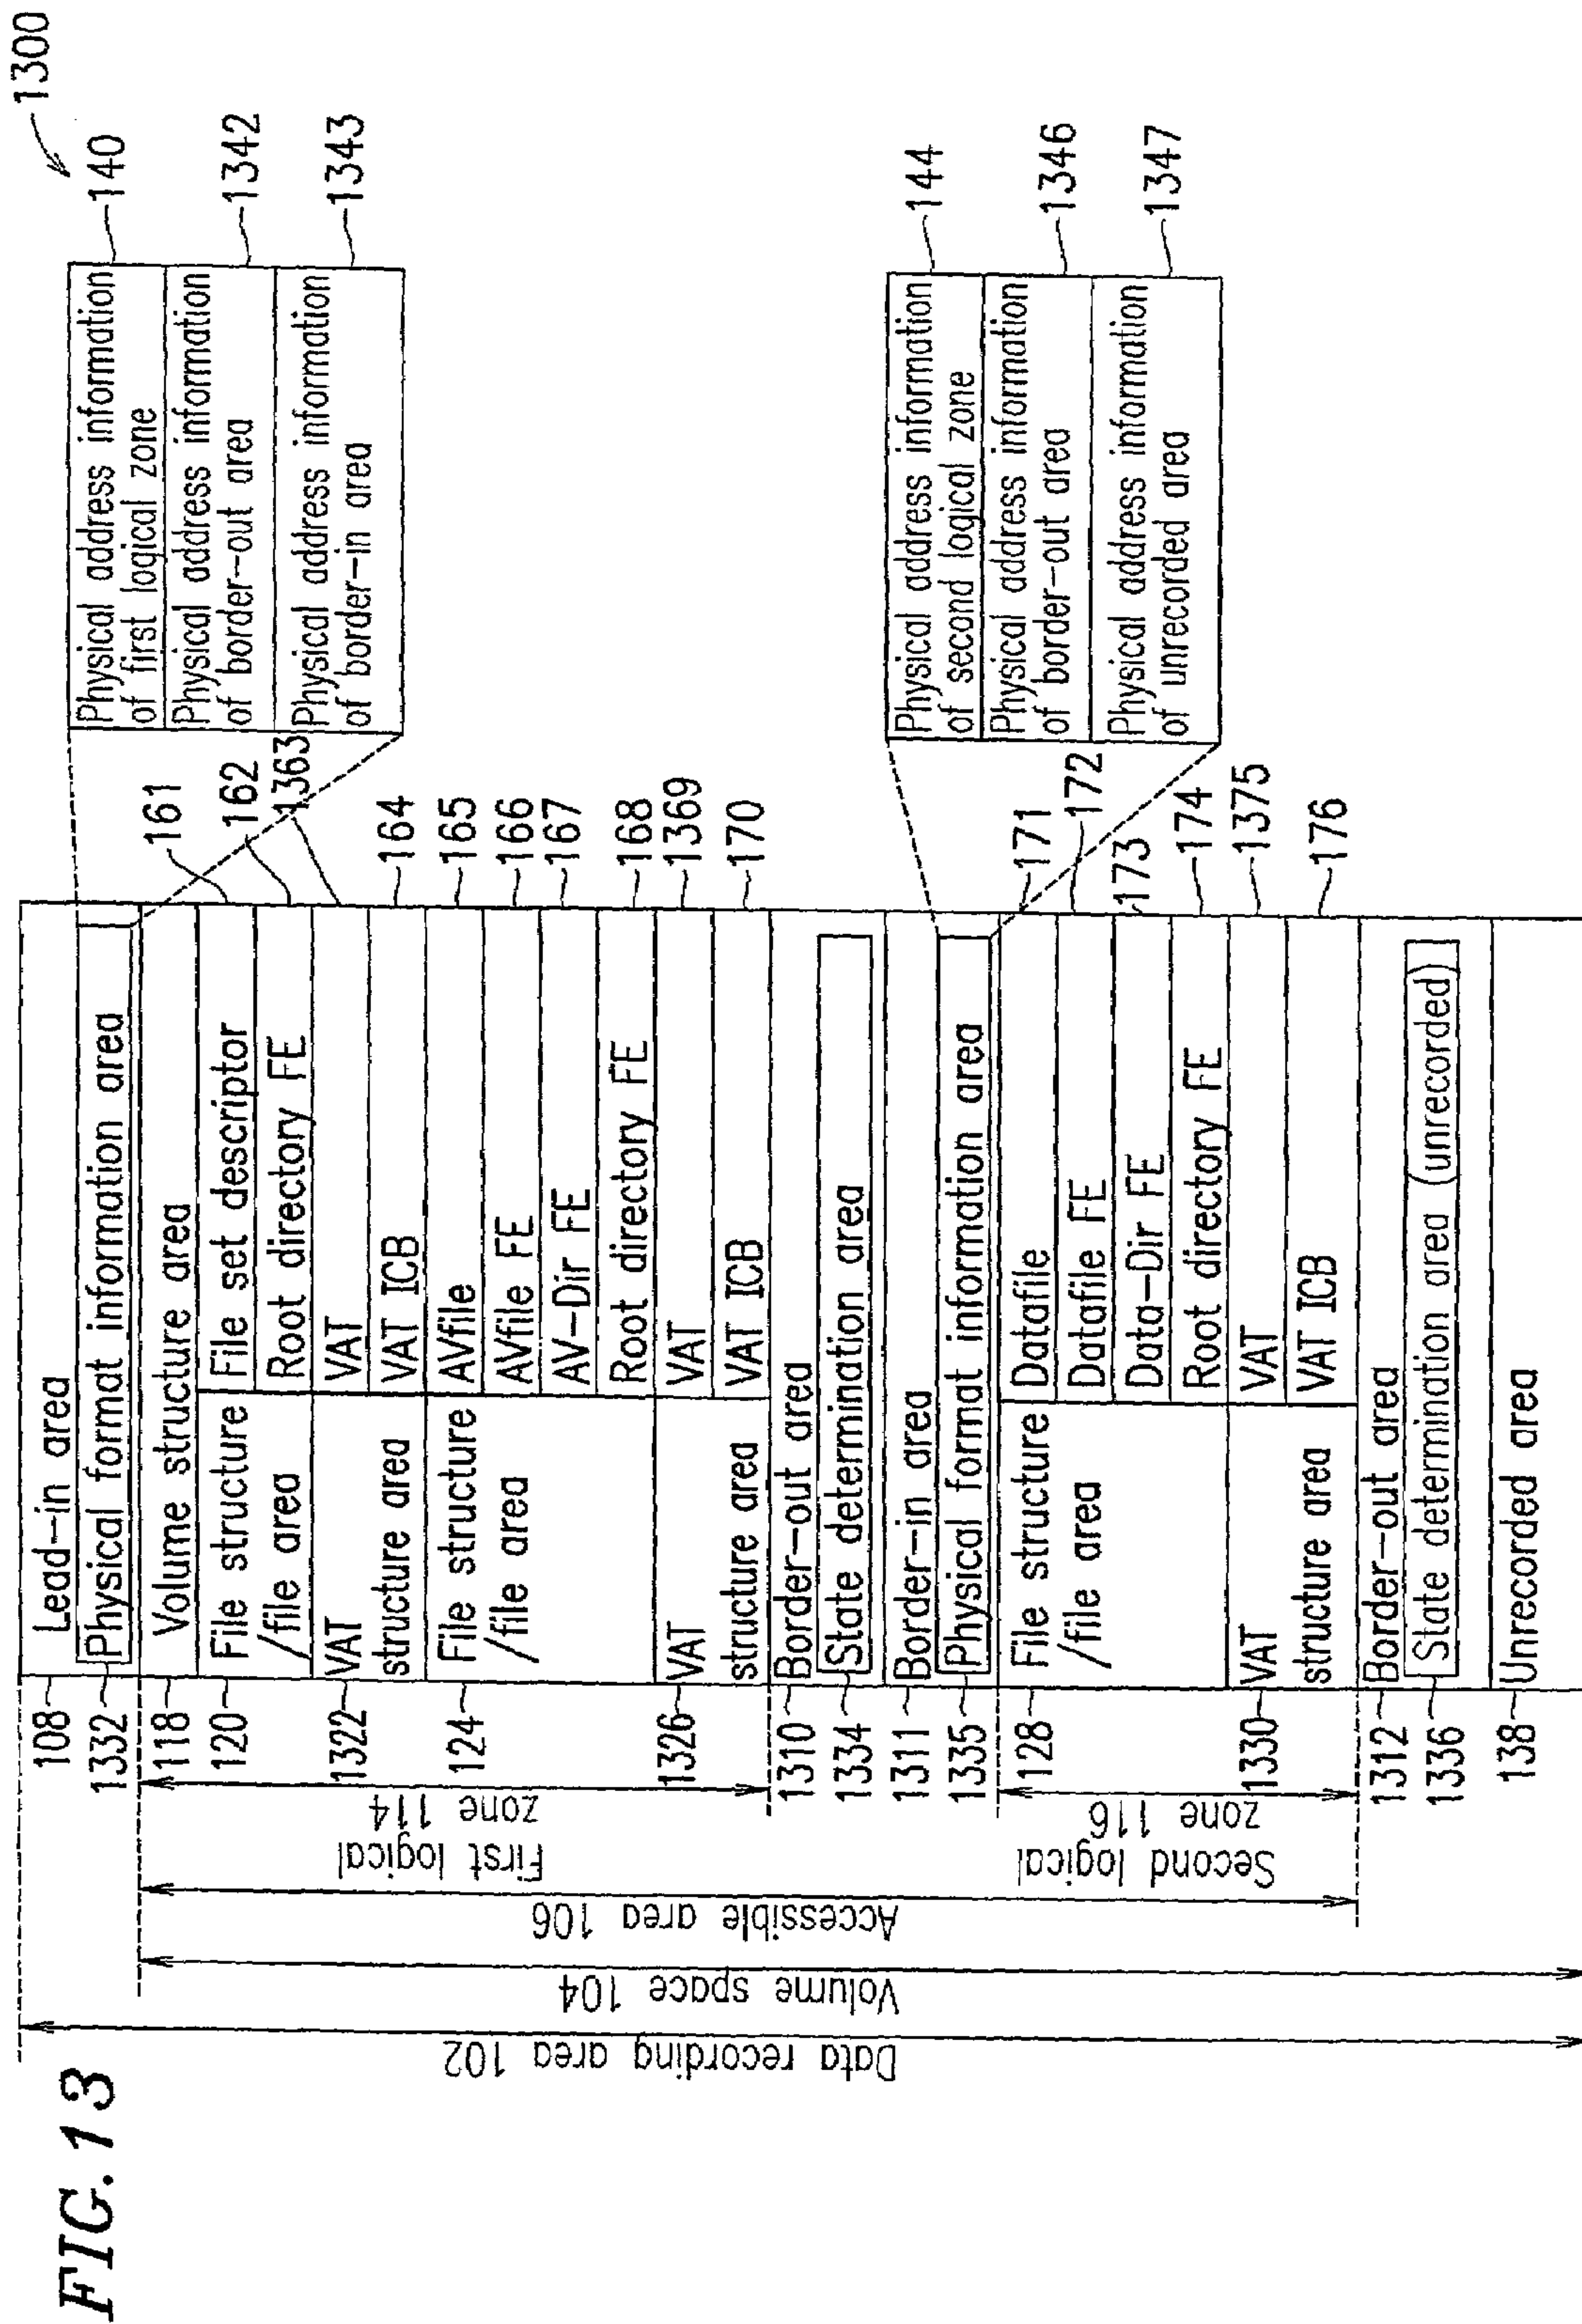 FIG. 13
1300
Data recording area 102
Volume space 104
Accessible area 106
First logical
zone 114
Second logical
zone 116
108
Lead-in area
1332
Physical format information area
118
Volume structure area
120
File structure
/file area
File set descriptor
161
Root directory FE
162
1322
VAT
structure area
VAT
1363
VAT ICB
164
124
File structure
/file area
AVfile
165
AVfile FE
166
AV-Dir FE
167
Root directory FE
168
1326
VAT
structure area
VAT
1369
VAT ICB
170
1310
Border-out area
1334
State determination area
1311
Border-in area
1335
Physical format information area
128
File structure
/file area
Datafile
171
Datafile FE
172
Data-Dir FE
173
Root directory FE
174
1330
VAT
structure area
VAT
1375
VAT ICB
176
1312
Border-out area
1336
State determination area (unrecorded)
138
Unrecorded area
Physical address information
of first logical zone
140
Physical address information
of border-out area
1342
Physical address information
of border-in area
1343
Physical address information
of second logical zone
144
Physical address information
of border-out area
1346
Physical address information
of unrecorded area
1347